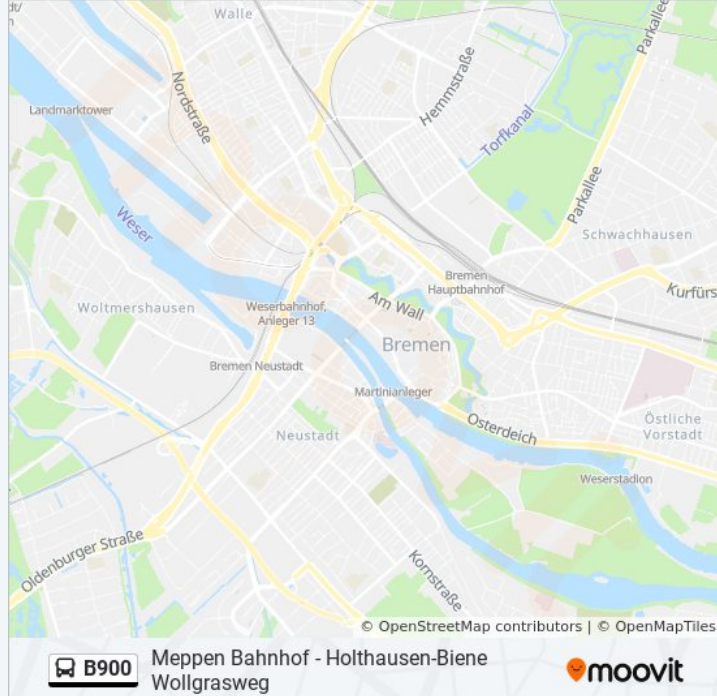 Walle
Parkallee
Hemmstraße
Nordstraße
Landmarktower
Torfkanal
Parkallee
Weser
Schwachhausen
Bremen
Hauptbahnhof
Kurfürs
Woltmershausen
Weserbahnhof,
Anleger 13
Am Wall
Bremen
Bremen Neustadt
Martinianleger
Osterdeich
Östliche
Vorstadt
Neustadt
Weserstadion
Oldenburger Straße
Kornstraße
© OpenStreetMap contributors | © OpenMapTiles
B900
Meppen Bahnhof - Holthausen-Biene
Wollgrasweg
moovit